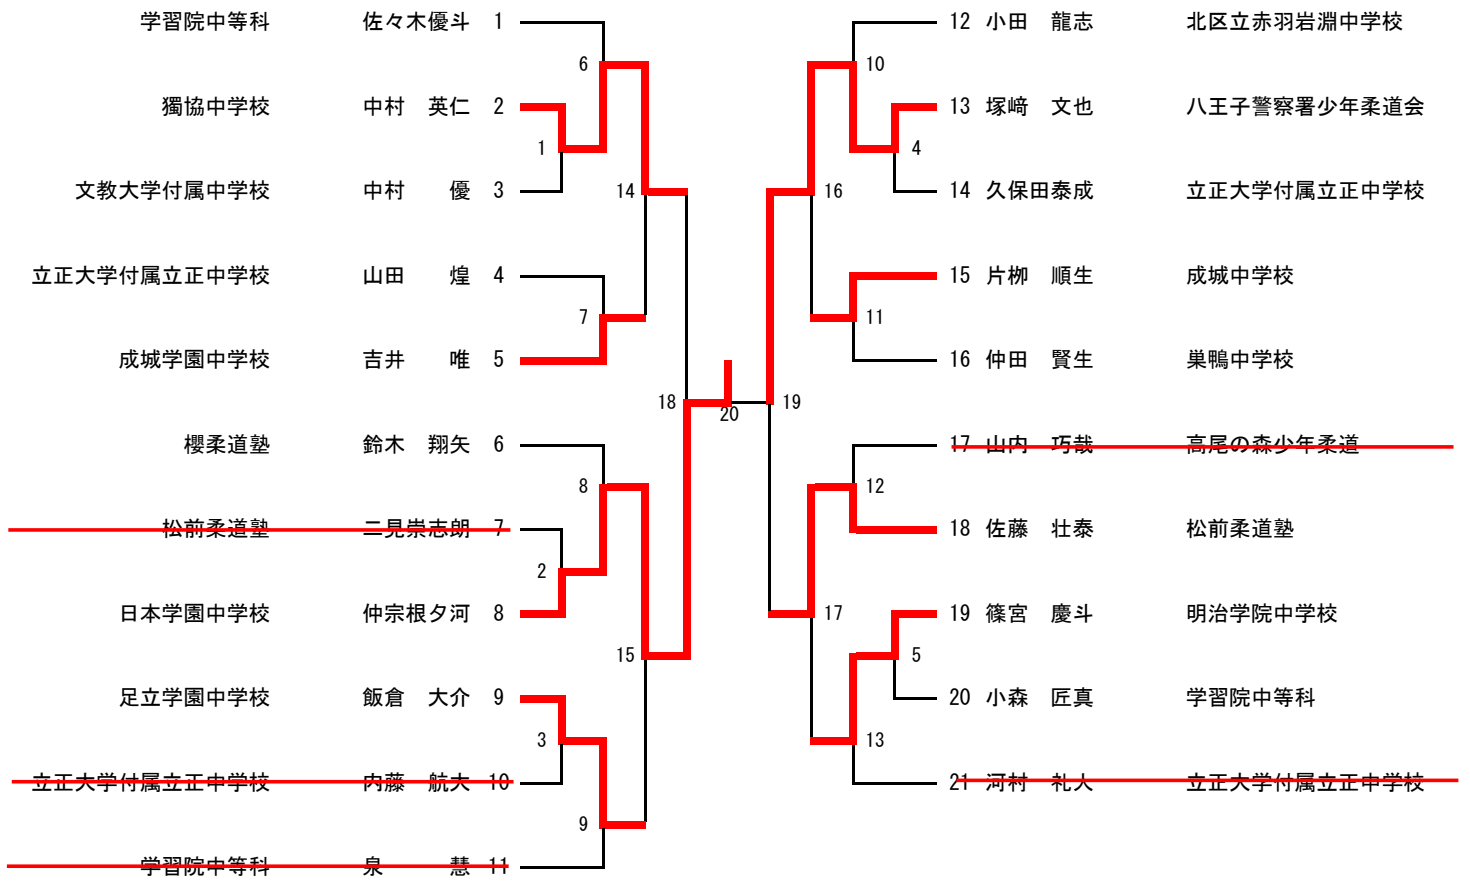 学習院中等科 佐々木優斗 1
6
獨協中学校 中村 英仁 2
1
文教大学付属中学校 中村 優 3
14
立正大学付属立正中学校 山田 煌 4
7
成城学園中学校 吉井 唯 5
18
櫻柔道塾 鈴木 翔矢 6
8
松前柔道塾 二見崇志朗 7
2
日本学園中学校 仲宗根夕河 8
15
足立学園中学校 飯倉 大介 9
3
立正大学付属立正中学校 内藤 航大 10
9
学習院中等科 泉 慧 11
20
12 小田 龍志 北区立赤羽岩淵中学校
10
13 塚﨑 文也 八王子警察署少年柔道会
4
14 久保田泰成 立正大学付属立正中学校
16
15 片栁 順生 成城中学校
11
16 仲田 賢生 巣鴨中学校
19
17 山内 巧哉 高尾の森少年柔道
12
18 佐藤 壮泰 松前柔道塾
17
19 篠宮 慶斗 明治学院中学校
5
20 小森 匠真 学習院中等科
13
21 河村 礼人 立正大学付属立正中学校